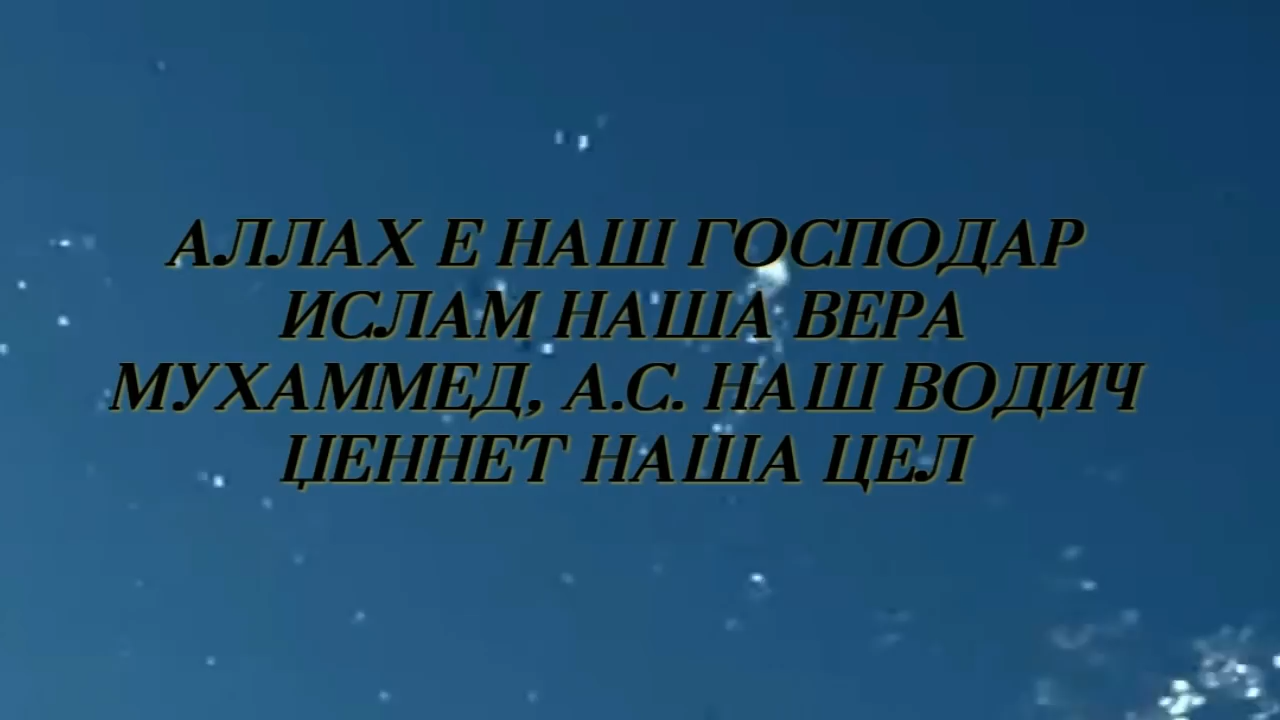 АЛЛАХ Е НАШ ГОСПОДАР
ИСЛАМ НАША ВЕРА
МУХАММЕД, А.С. НАШ ВОДИЧ
ЏЕННЕТ НАША ЦЕЛ